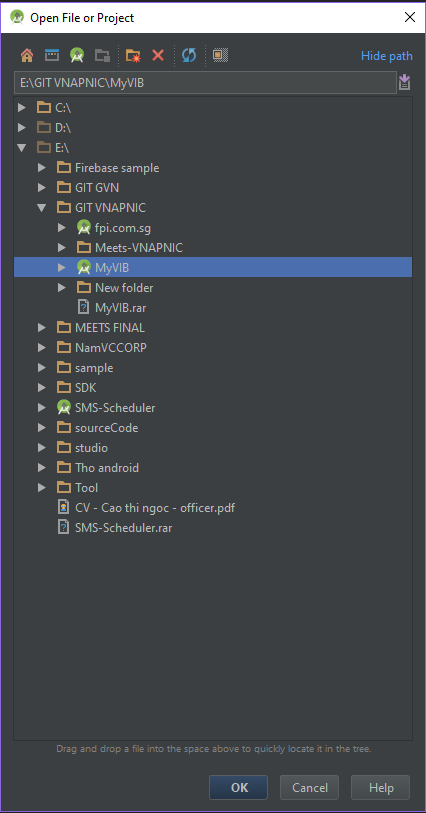 Open File or Project
Hide path
E:\GIT VNAPNIC\MyVIB
C:\
D:\
E:\
Firebase sample
GIT GVN
GIT VNAPNIC
fpi.com.sg
Meets-VNAPNIC
MyVIB
New folder
MyVIB.rar
MEETS FINAL
NamVCCORP
sample
SDK
SMS-Scheduler
sourceCode
studio
Tho android
Tool
CV - Cao thi ngoc - officer.pdf
SMS-Scheduler.rar
Drag and drop a file into the space above to quickly locate it in the tree.
OK Cancel Help